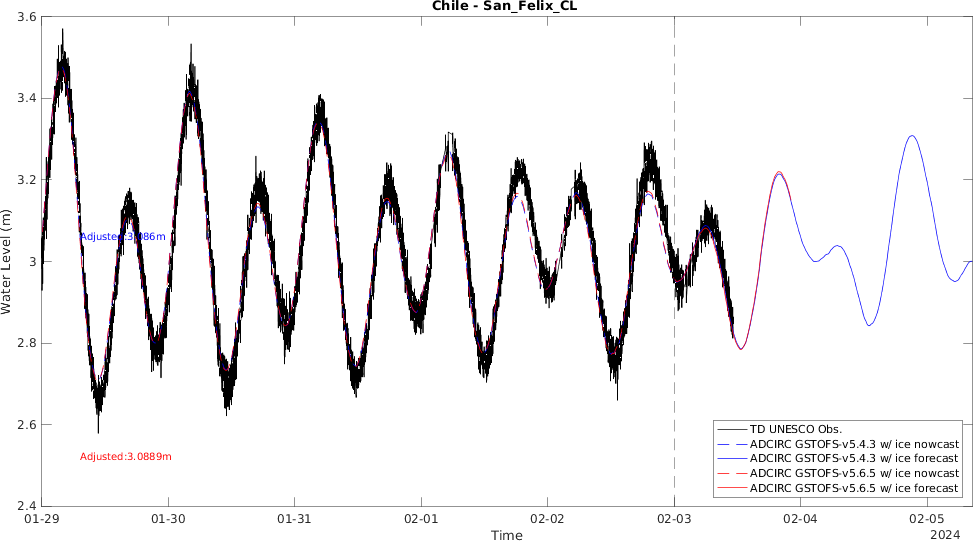 Chile - San_Felix_CL
3.6
3.4
3.2
3
2.8
2.6
2.4
Water Level (m)
Adjusted:3.086m
Adjusted:3.0889m
TD UNESCO Obs.
ADCIRC GSTOFS-v5.4.3 w/ ice nowcast
ADCIRC GSTOFS-v5.4.3 w/ ice forecast
ADCIRC GSTOFS-v5.6.5 w/ ice nowcast
ADCIRC GSTOFS-v5.6.5 w/ ice forecast
01-29 01-30 01-31 02-01 02-02 02-03 02-04 02-05
Time
2024